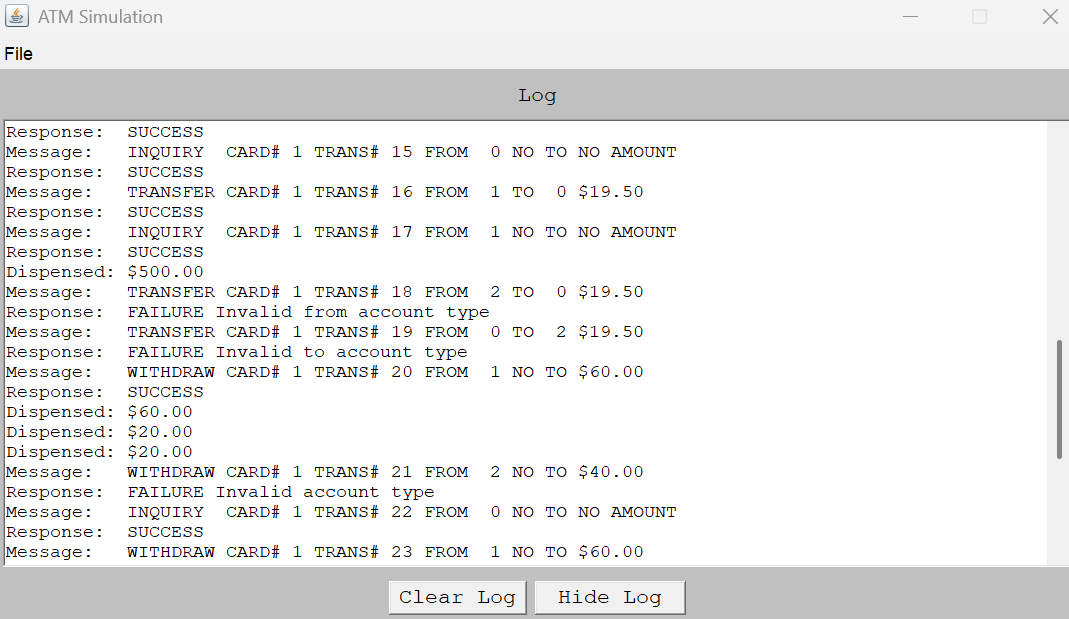 ATM Simulation
File
Log
Response:  SUCCESS
Message:   INQUIRY  CARD# 1 TRANS# 15 FROM  0 NO TO NO AMOUNT
Response:  SUCCESS
Message:   TRANSFER CARD# 1 TRANS# 16 FROM  1 TO  0 $19.50
Response:  SUCCESS
Message:   INQUIRY  CARD# 1 TRANS# 17 FROM  1 NO TO NO AMOUNT
Response:  SUCCESS
Dispensed: $500.00
Message:   TRANSFER CARD# 1 TRANS# 18 FROM  2 TO  0 $19.50
Response:  FAILURE Invalid from account type
Message:   TRANSFER CARD# 1 TRANS# 19 FROM  0 TO  2 $19.50
Response:  FAILURE Invalid to account type
Message:   WITHDRAW CARD# 1 TRANS# 20 FROM  1 NO TO $60.00
Response:  SUCCESS
Dispensed: $60.00
Dispensed: $20.00
Dispensed: $20.00
Message:   WITHDRAW CARD# 1 TRANS# 21 FROM  2 NO TO $40.00
Response:  FAILURE Invalid account type
Message:   INQUIRY  CARD# 1 TRANS# 22 FROM  0 NO TO NO AMOUNT
Response:  SUCCESS
Message:   WITHDRAW CARD# 1 TRANS# 23 FROM  1 NO TO $60.00
Clear Log Hide Log